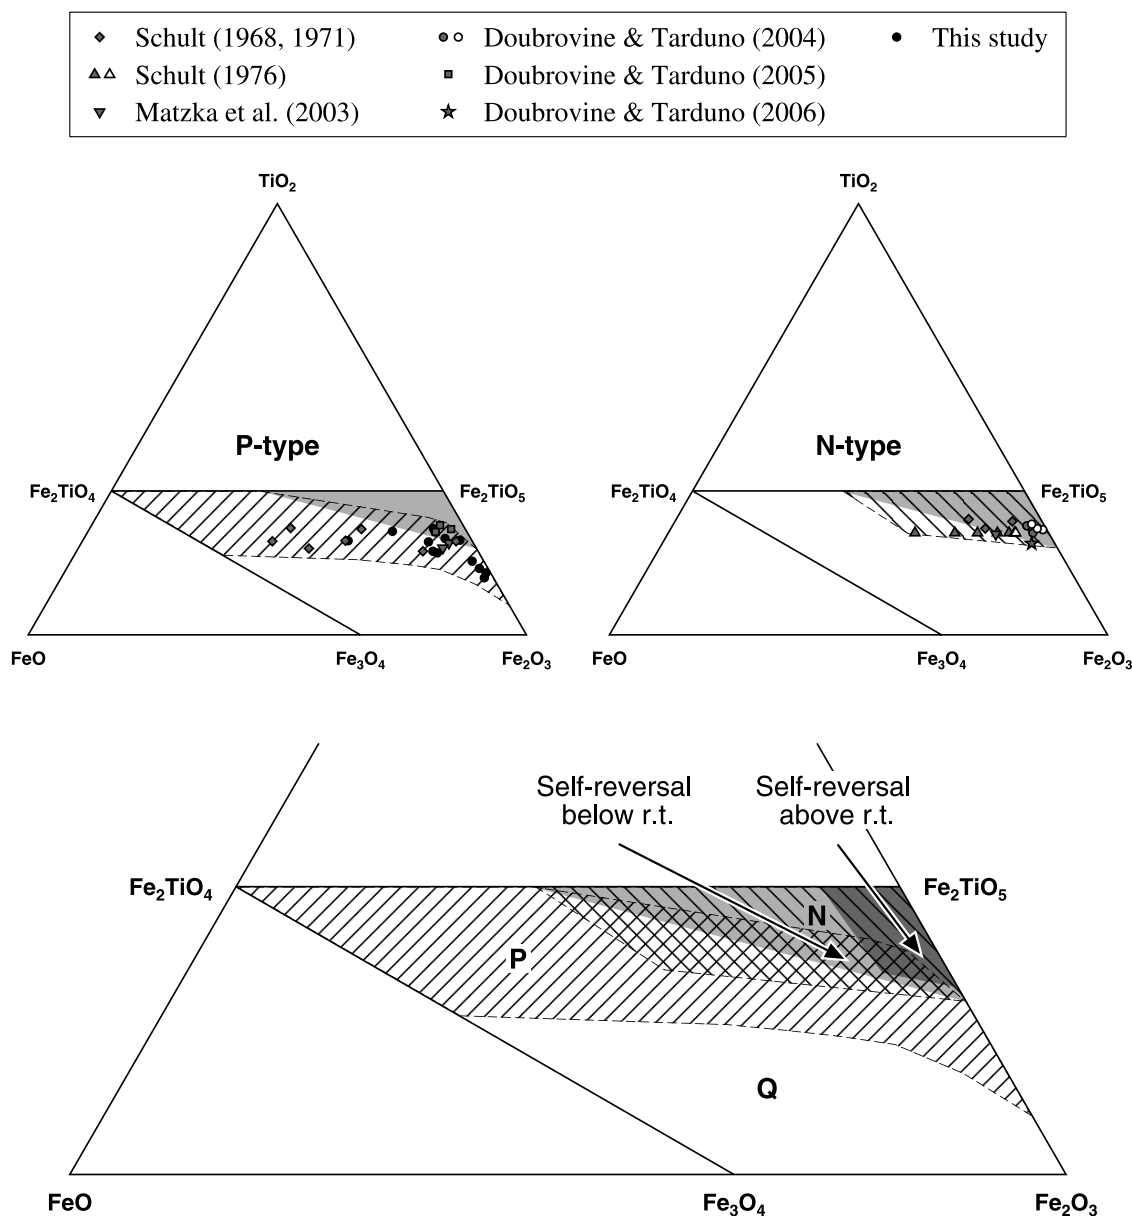 Schult (1968, 1971)
Doubrovine & Tarduno (2004)
This study
Schult (1976)
Doubrovine & Tarduno (2005)
Matzka et al. (2003)
Doubrovine & Tarduno (2006)
TiO₂
TiO₂
P-type
N-type
Fe₂TiO₄
Fe₂TiO₅
Fe₂TiO₄
Fe₂TiO₅
FeO
Fe₃O₄
Fe₂O₃
FeO
Fe₃O₄
Fe₂O₃
Self-reversal
below r.t.
Self-reversal
above r.t.
Fe₂TiO₄
Fe₂TiO₅
N
P
Q
FeO
Fe₃O₄
Fe₂O₃